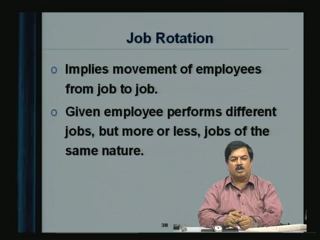 Job Rotation
o Implies movement of employees
from job to job.
o Given employee performs different
jobs, but more or less, jobs of the
same nature.